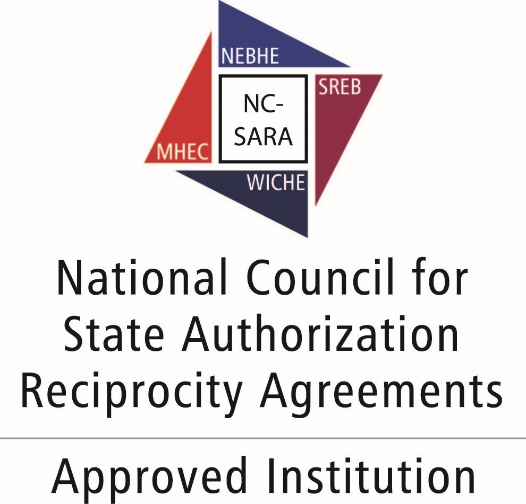 NEBHE
SREB
NC-
SARA
MHEC
WICHE
National Council for
State Authorization
Reciprocity Agreements
Approved Institution